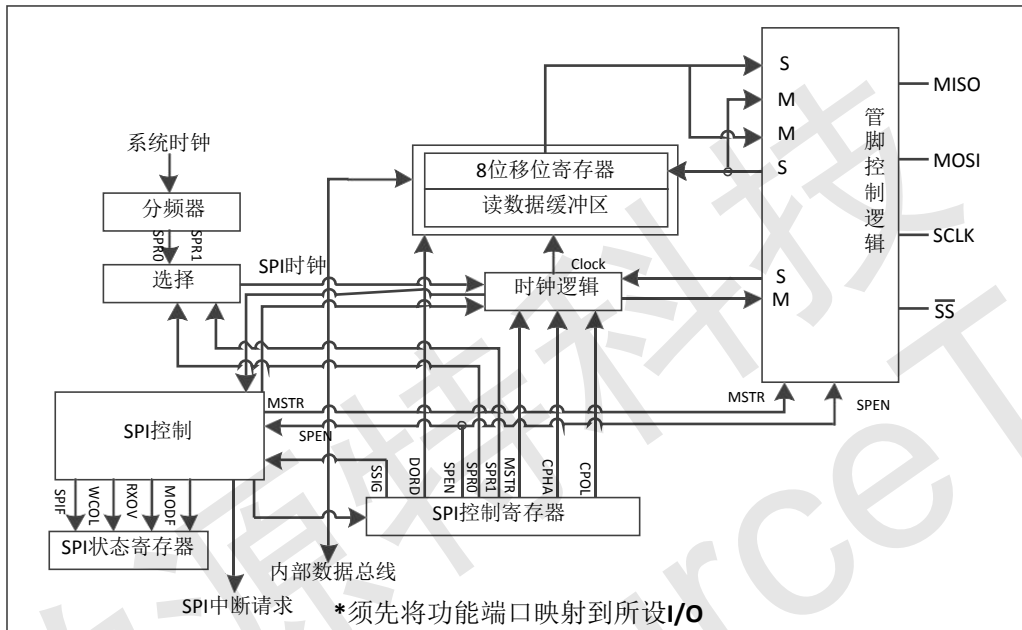 S
MISO
M
管脚控制逻辑
系统时钟
M
8位移位寄存器
S
MOSI
分频器
读数据缓冲区
SPR0
SPR1
SCLK
选择
SPI时钟
Clock
时钟逻辑
S
M
SS
MSTR
MSTR
SPEN
SPI控制
SPEN
SSIG
DORD
SPEN
SPR0
SPR1
MSTR
CPHA
CPOL
SPIF
WCOL
RXOV
MODF
SPI控制寄存器
SPI状态寄存器
内部数据总线
SPI中断请求
*须先将功能端口映射到所设I/O
源特科技
urce T